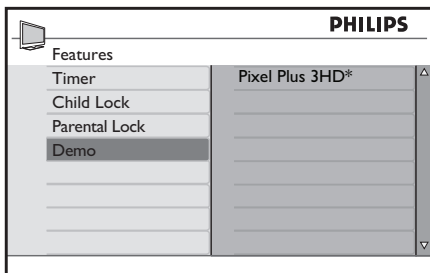 PHILIPS
Features
Timer
Pixel Plus 3HD*
Child Lock
Parental Lock
Demo